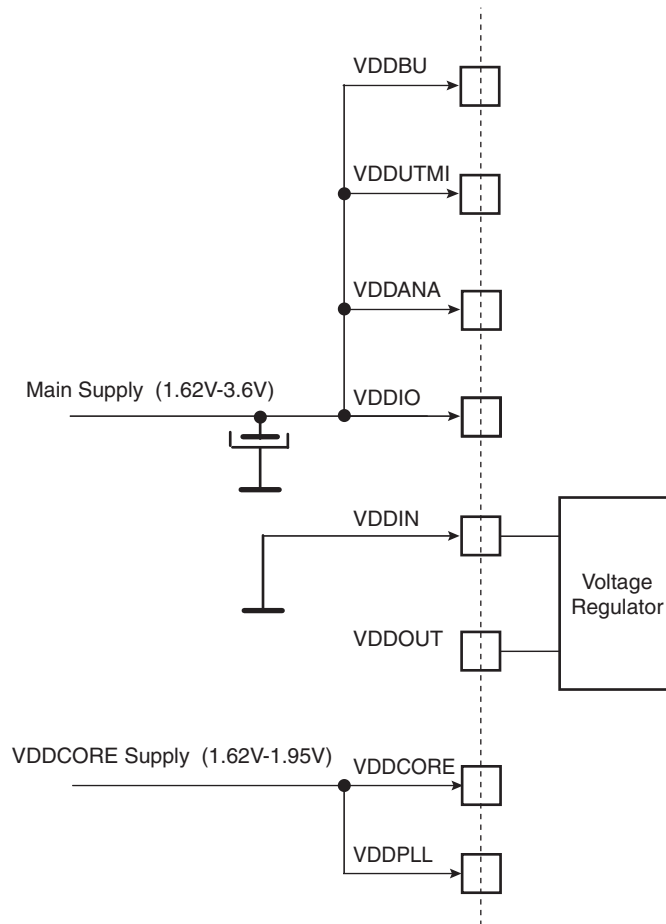 VDDBU
VDDUTMI
VDDANA
Main Supply (1.62V-3.6V)
VDDIO
VDDIN
Voltage
Regulator
VDDOUT
VDDCORE Supply (1.62V-1.95V)
VDDCORE
VDDPLL